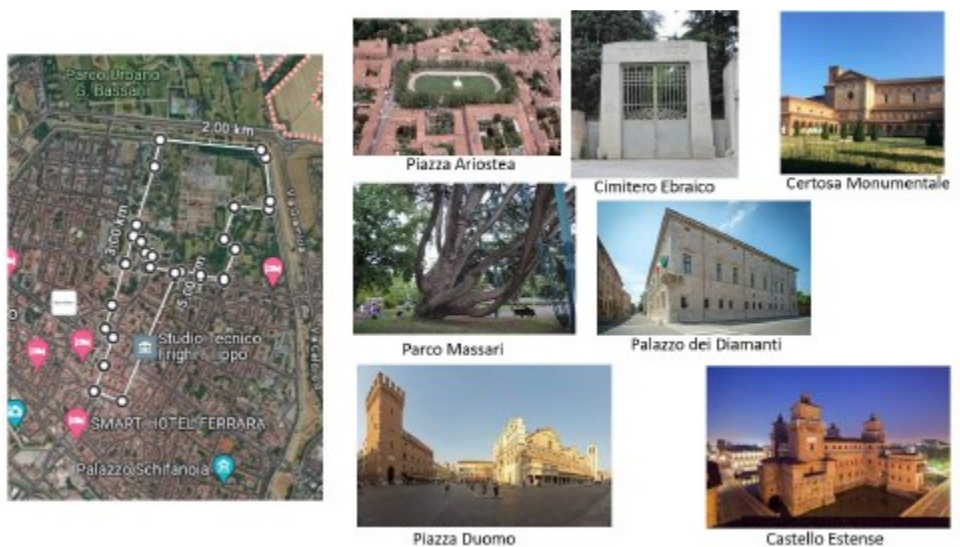 Parco Urbano
G. Bassani
2.00 km
3.00 km
5.00 km
Studio Tecnico
SMART HOTEL FERRARA
Palazzo Schifanoia
Piazza Ariostea
Cimitero Ebraico
Certosa Monumentale
Parco Massari
Palazzo dei Diamanti
Piazza Duomo
Castello Estense